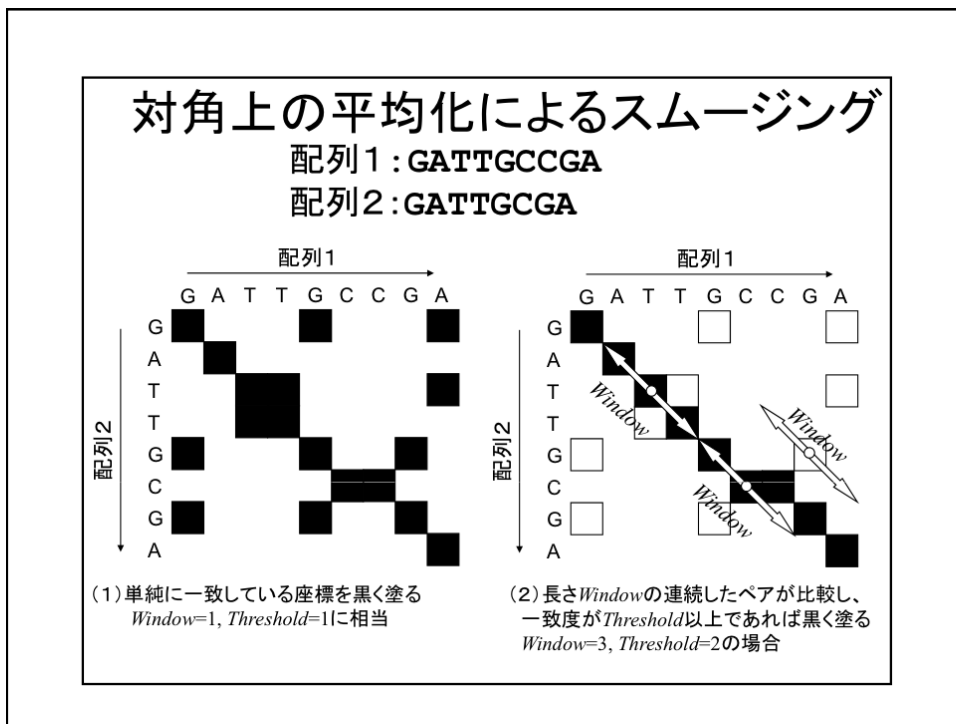 対角上の平均化によるスムージング
配列1:GATTGCCGA
配列2:GATTGCGA
配列1
G A T T G C C G A
配列2
G
A
T
T
G
C
G
A
(1)単純に一致している座標を黒く塗る
Window=1, Threshold=1に相当
配列1
G A T T G C C G A
配列2
G
A
T
T
G
C
G
A
Window
Window
Window
(2)長さWindowの連続したペアが比較し、
一致度がThreshold以上であれば黒く塗る
Window=3, Threshold=2の場合